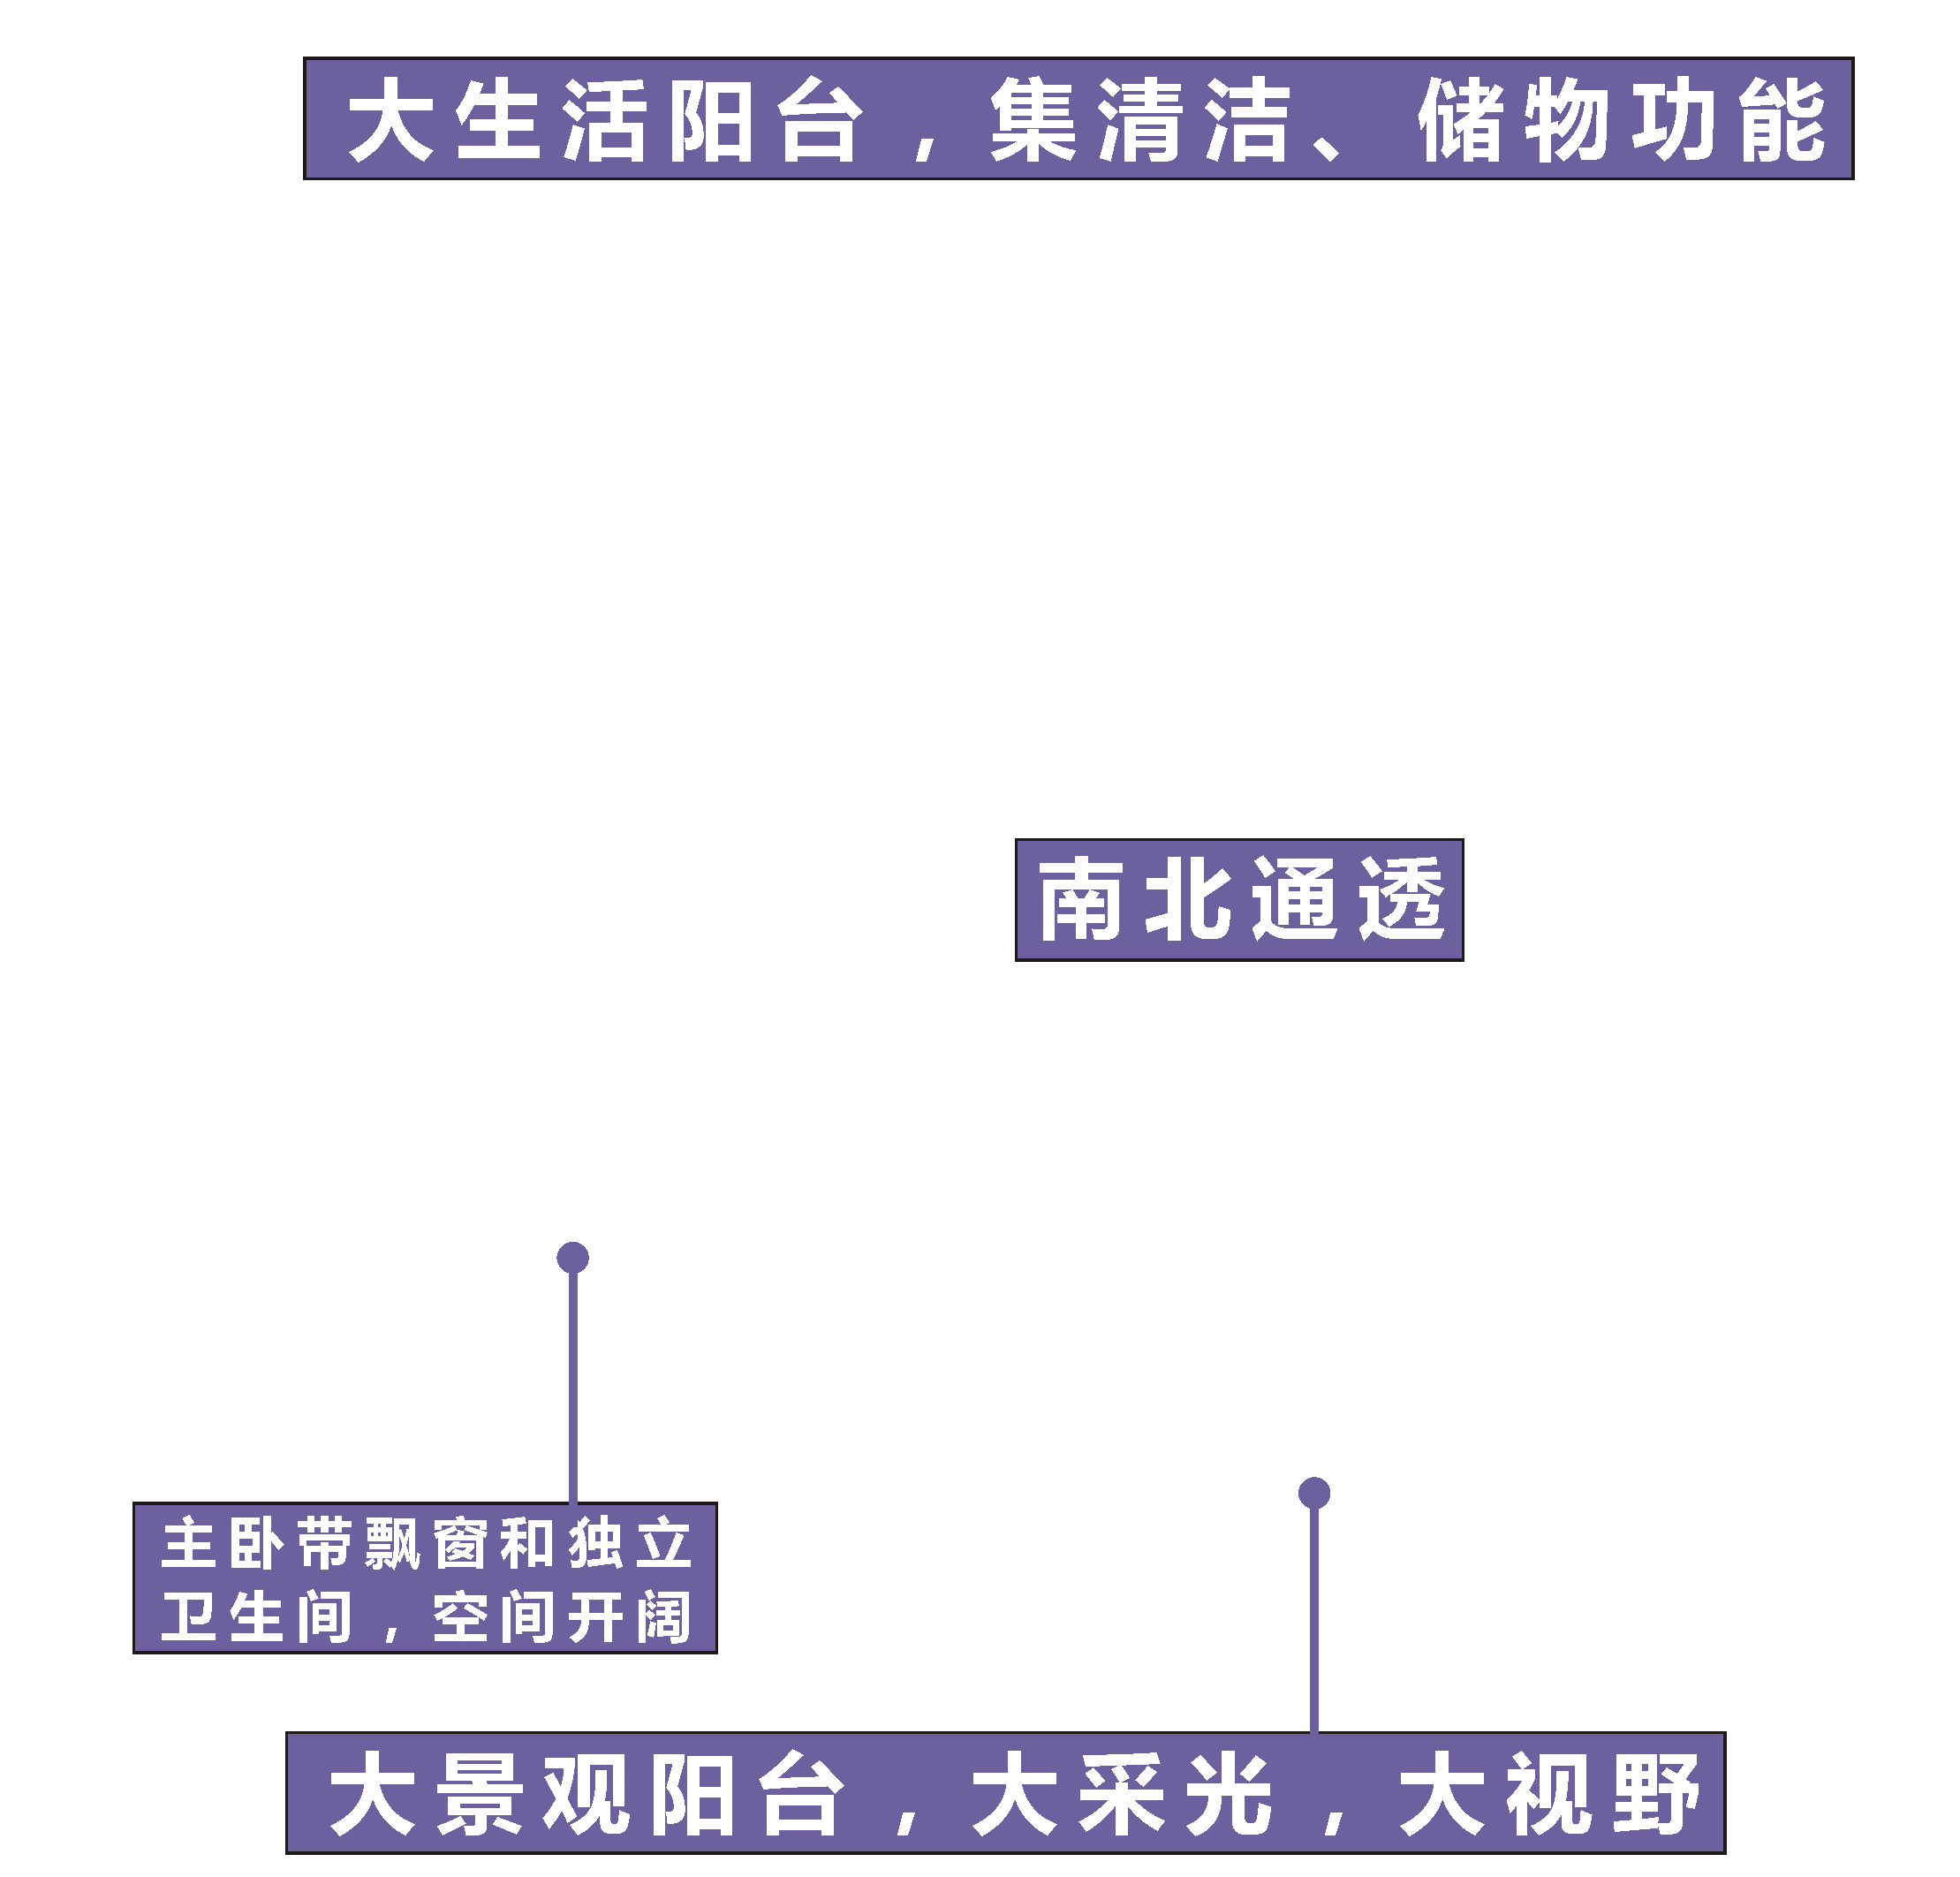 大生活阳台，集清洁、储物功能
南北通透
主卧带飘窗和独立
卫生间，空间开阔
大景观阳台，大采光，大视野